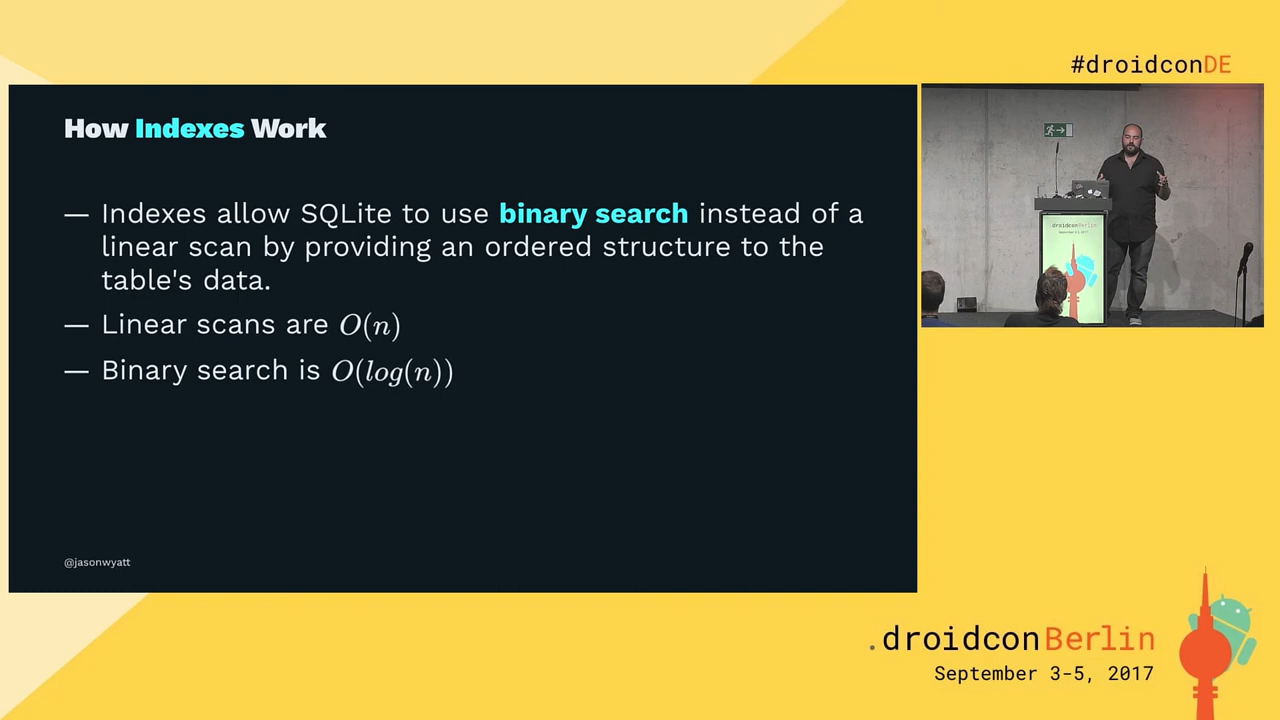 #droidconDE
How Indexes Work
— Indexes allow SQLite to use binary search instead of a
linear scan by providing an ordered structure to the
table's data.
— Linear scans are O(n)
— Binary search is O(log(n))
@jasonwyatt
droidconBerlin
.droidconBerlin
September 3-5, 2017